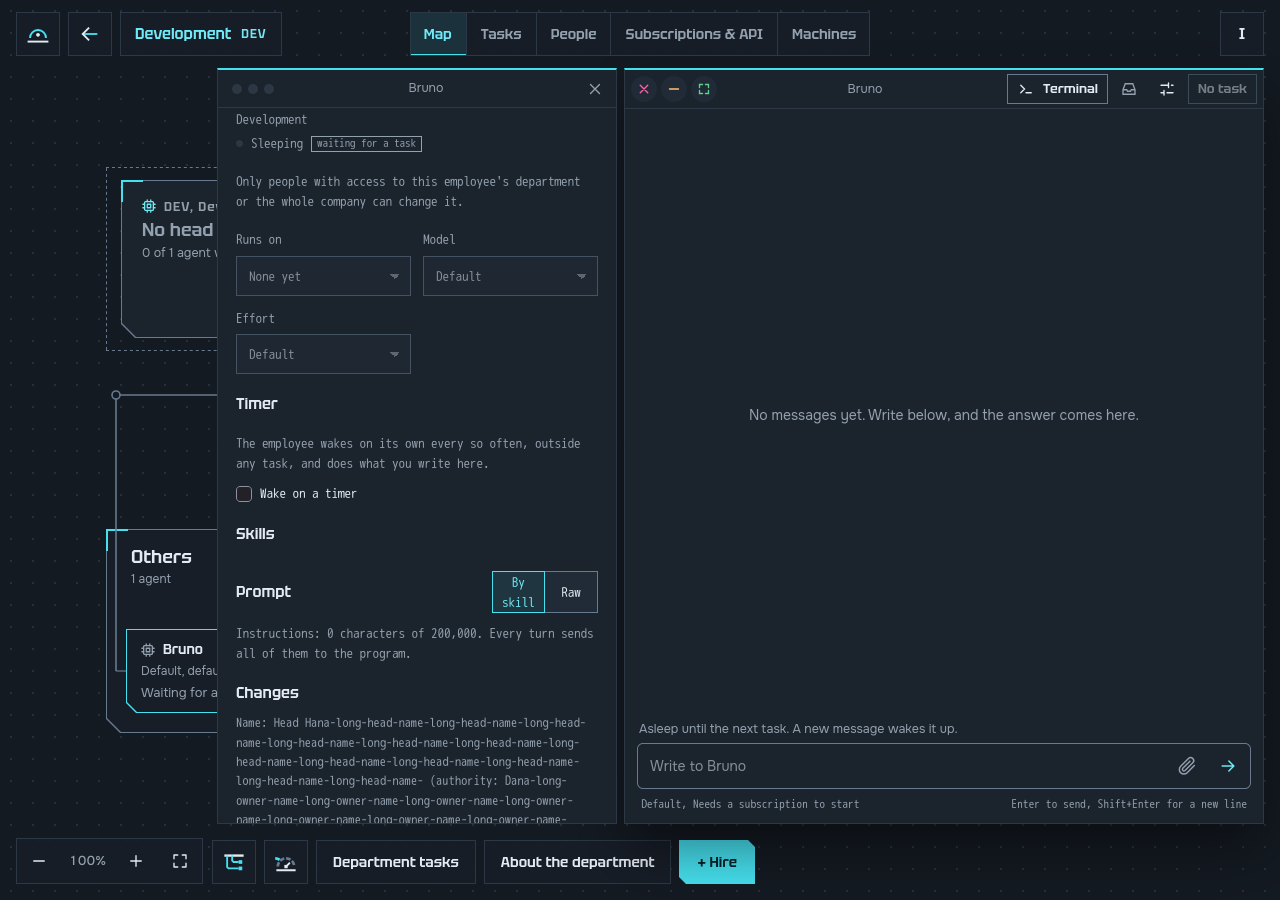 Development DEV
Map
Tasks
People
Subscriptions & API
Machines
I
DEV, Dev
No head
0 of 1 agent w
Others
1 agent
Bruno
Default, defau
Waiting for a
Bruno
Development
Sleeping
waiting for a task
Only people with access to this employee's department
or the whole company can change it.
Runs on
Model
None yet
Default
Effort
Default
Timer
The employee wakes on its own every so often, outside
any task, and does what you write here.
Wake on a timer
Skills
Prompt
By
skill
Raw
Instructions: 0 characters of 200,000. Every turn sends
all of them to the program.
Changes
Name: Head Hana-long-head-name-long-head-name-long-head-
name-long-head-name-long-head-name-long-head-name-long-
head-name-long-head-name-long-head-name-long-head-name-
long-head-name-long-head-name- (authority: Dana-long-
owner-name-long-owner-name-long-owner-name-long-owner-
name-long-owner-name-long-owner-name-long-owner-name-
Bruno
Terminal
No task
No messages yet. Write below, and the answer comes here.
Asleep until the next task. A new message wakes it up.
Write to Bruno
Default, Needs a subscription to start
Enter to send, Shift+Enter for a new line
100%
Department tasks
About the department
+ Hire